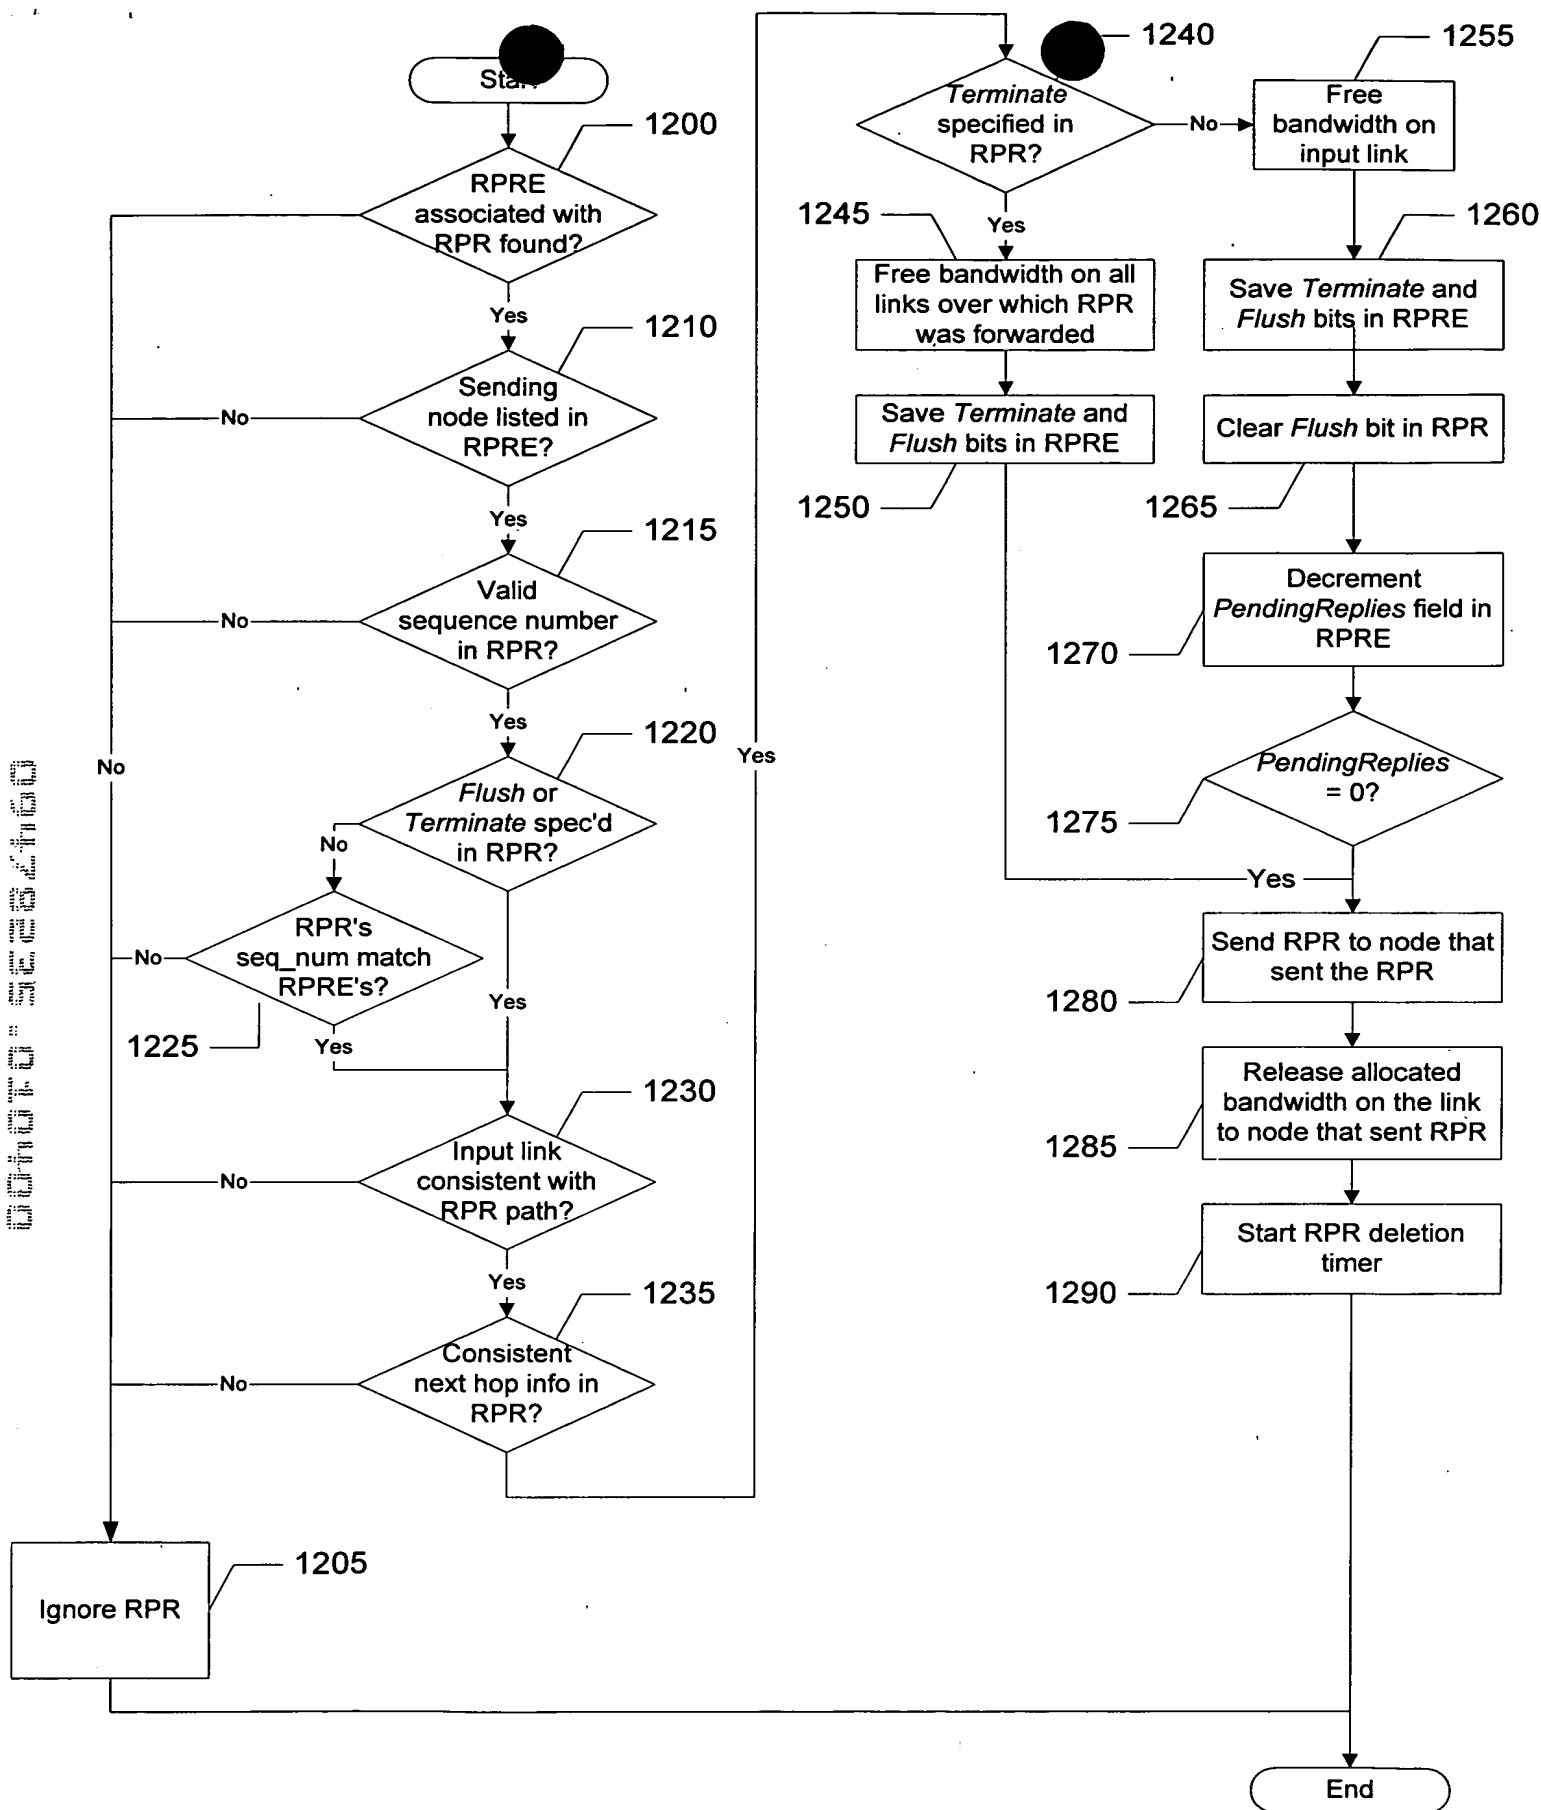 Sta
1200
RPRE
associated with
RPR found?
Yes
1210
Sending
node listed in
RPRE?
No
Yes
1215
Valid
sequence number
in RPR?
No
Yes
1220
Flush or
Terminate spec'd
in RPR?
No
No
RPR's
seq_num match
RPRE's?
No
Yes
1225
Yes
1230
Input link
consistent with
RPR path?
No
Yes
1235
Consistent
next hop info in
RPR?
No
Yes
1205
Ignore RPR
1240
Terminate
specified in
RPR?
No
Yes
1255
Free
bandwidth on
input link
1245
Free bandwidth on all
links over which RPR
was forwarded
1260
Save Terminate and
Flush bits in RPRE
Save Terminate and
Flush bits in RPRE
1250
Clear Flush bit in RPR
1265
Decrement
PendingReplies field in
RPRE
1270
PendingReplies
= 0?
1275
Yes
Send RPR to node that
sent the RPR
1280
Release allocated
bandwidth on the link
to node that sent RPR
1285
Start RPR deletion
timer
1290
End